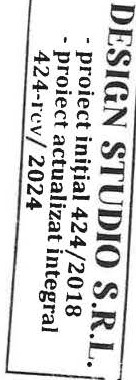 DESIGN STUDIO S.R.L.
- proiect inițial 424/2018
- proiect actualizat integral
424-rev/ 2024